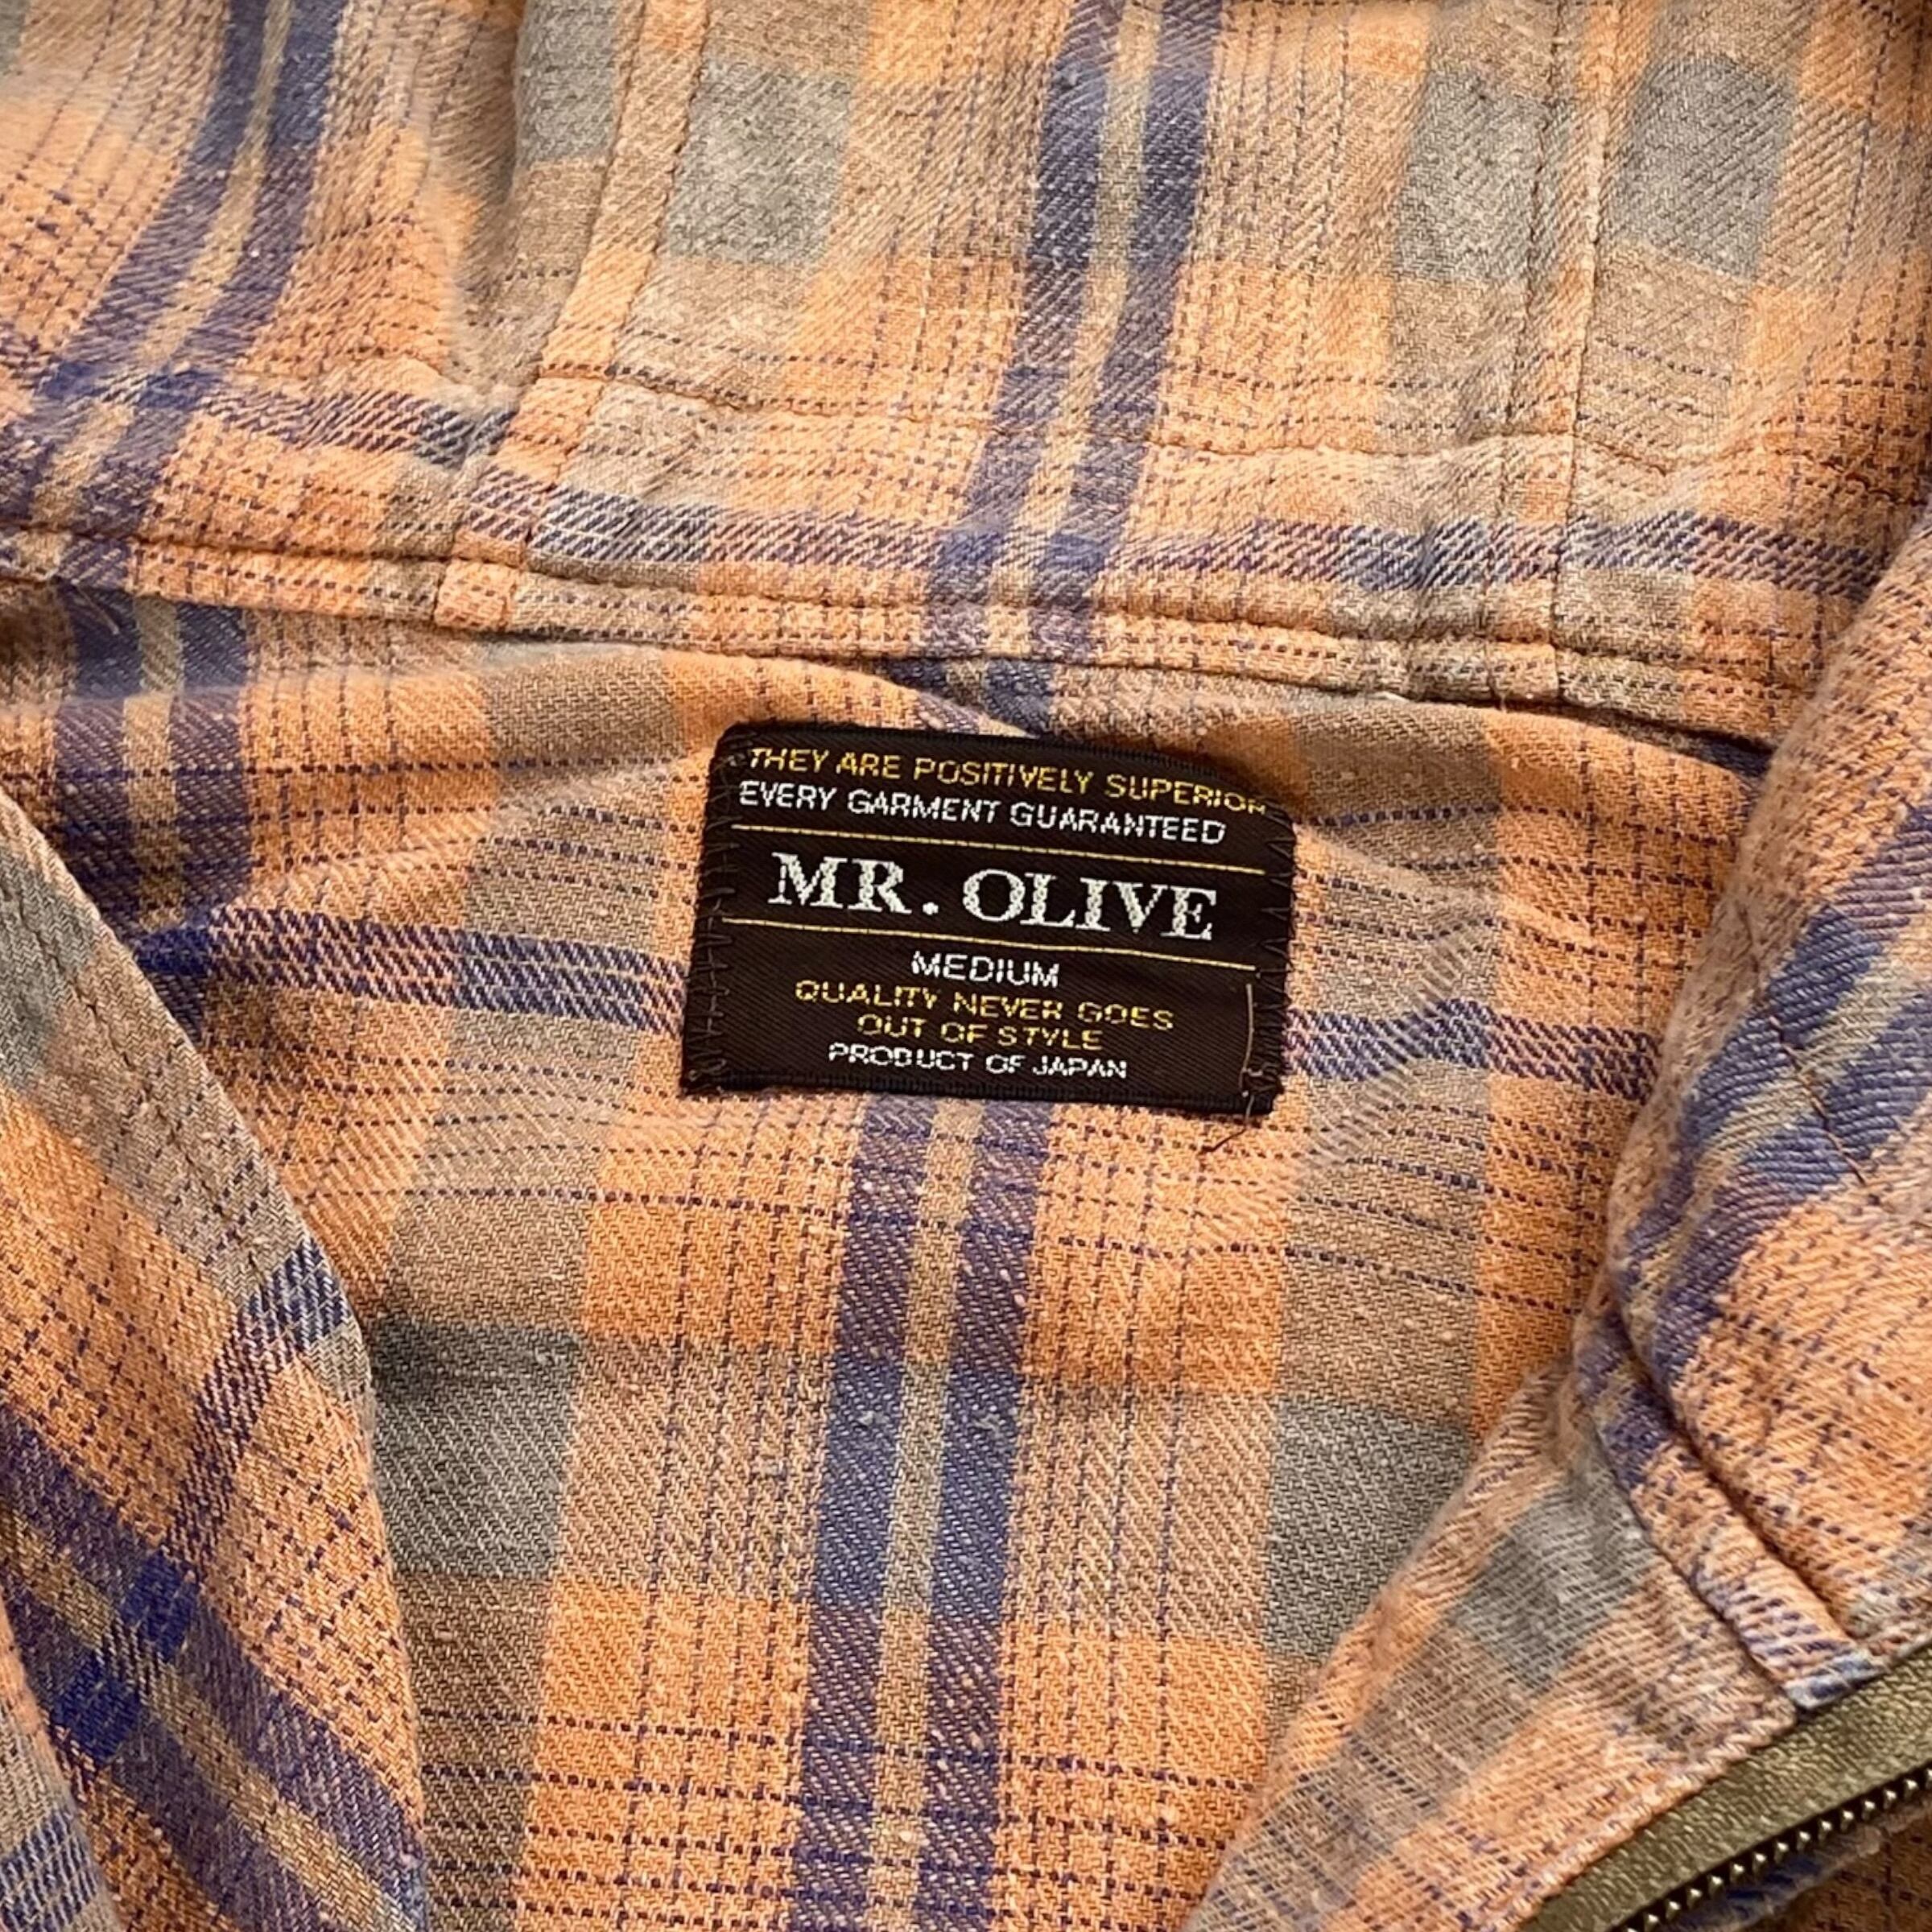 THEY ARE POSITIVELY SUPERIOR
EVERY GARMENT GUARANTEED
MR. OLIVE
MEDIUM
QUALITY NEVER GOES
OUT OF STYLE
PRODUCT OF JAPAN